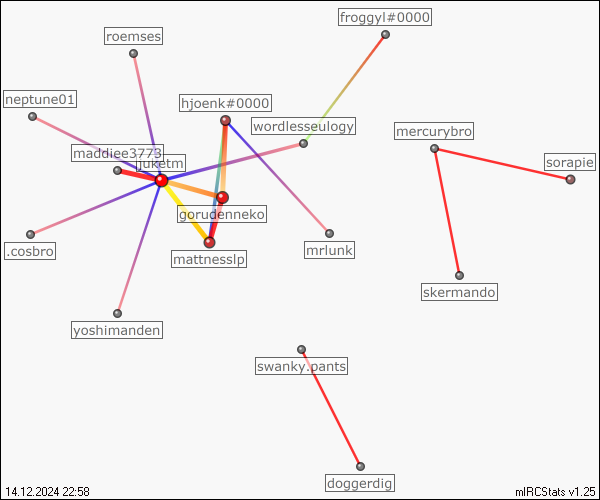 froggyl#0000
roemses
neptune01
hjoenk#0000
wordlesseulogy
mercurybro
maddiee3773
juketm
sorapie
gorudenneko
.cosbro
mattnesslp
mrlunk
skermando
yoshimanden
swanky.pants
doggerdig
14.12.2024 22:58
mIRCStats v1.25